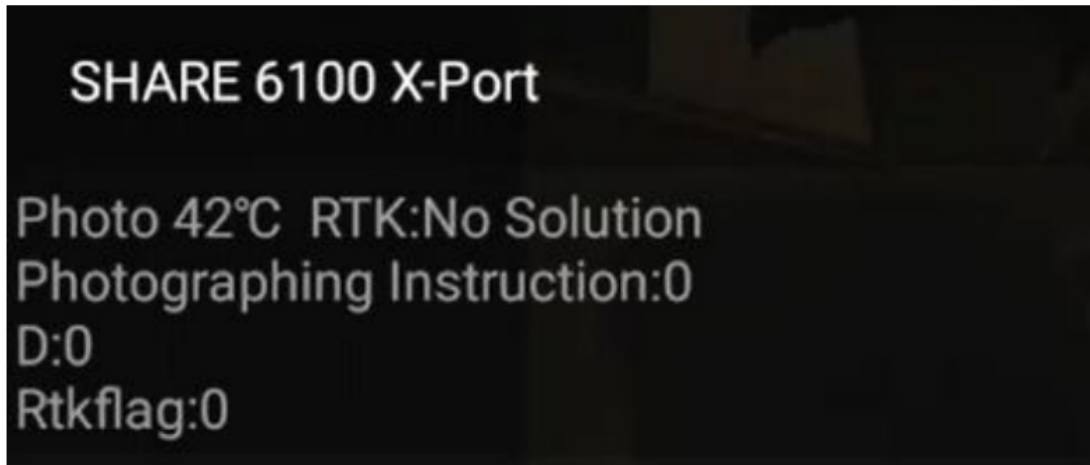 SHARE 6100 X-Port
Photo 42℃ RTK:No Solution
Photographing Instruction:0
D:0
Rtkflag:0